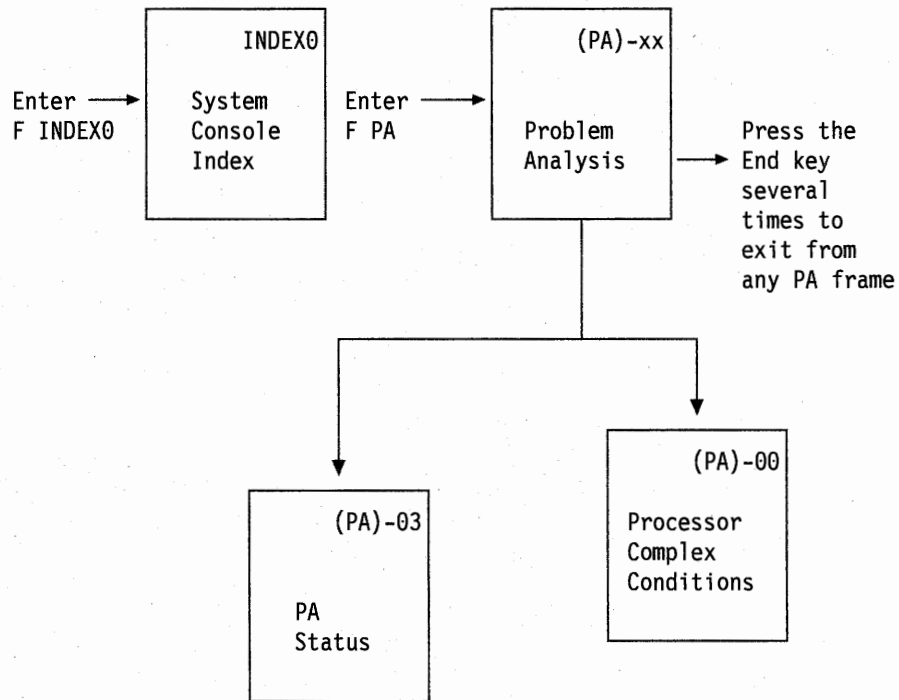 INDEX0
Enter
F INDEX0
System
Console
Index
Enter
F PA
(PA)-xx
Problem
Analysis
Press the
End key
several
times to
exit from
any PA frame
(PA)-03
PA
Status
(PA)-00
Processor
Complex
Conditions